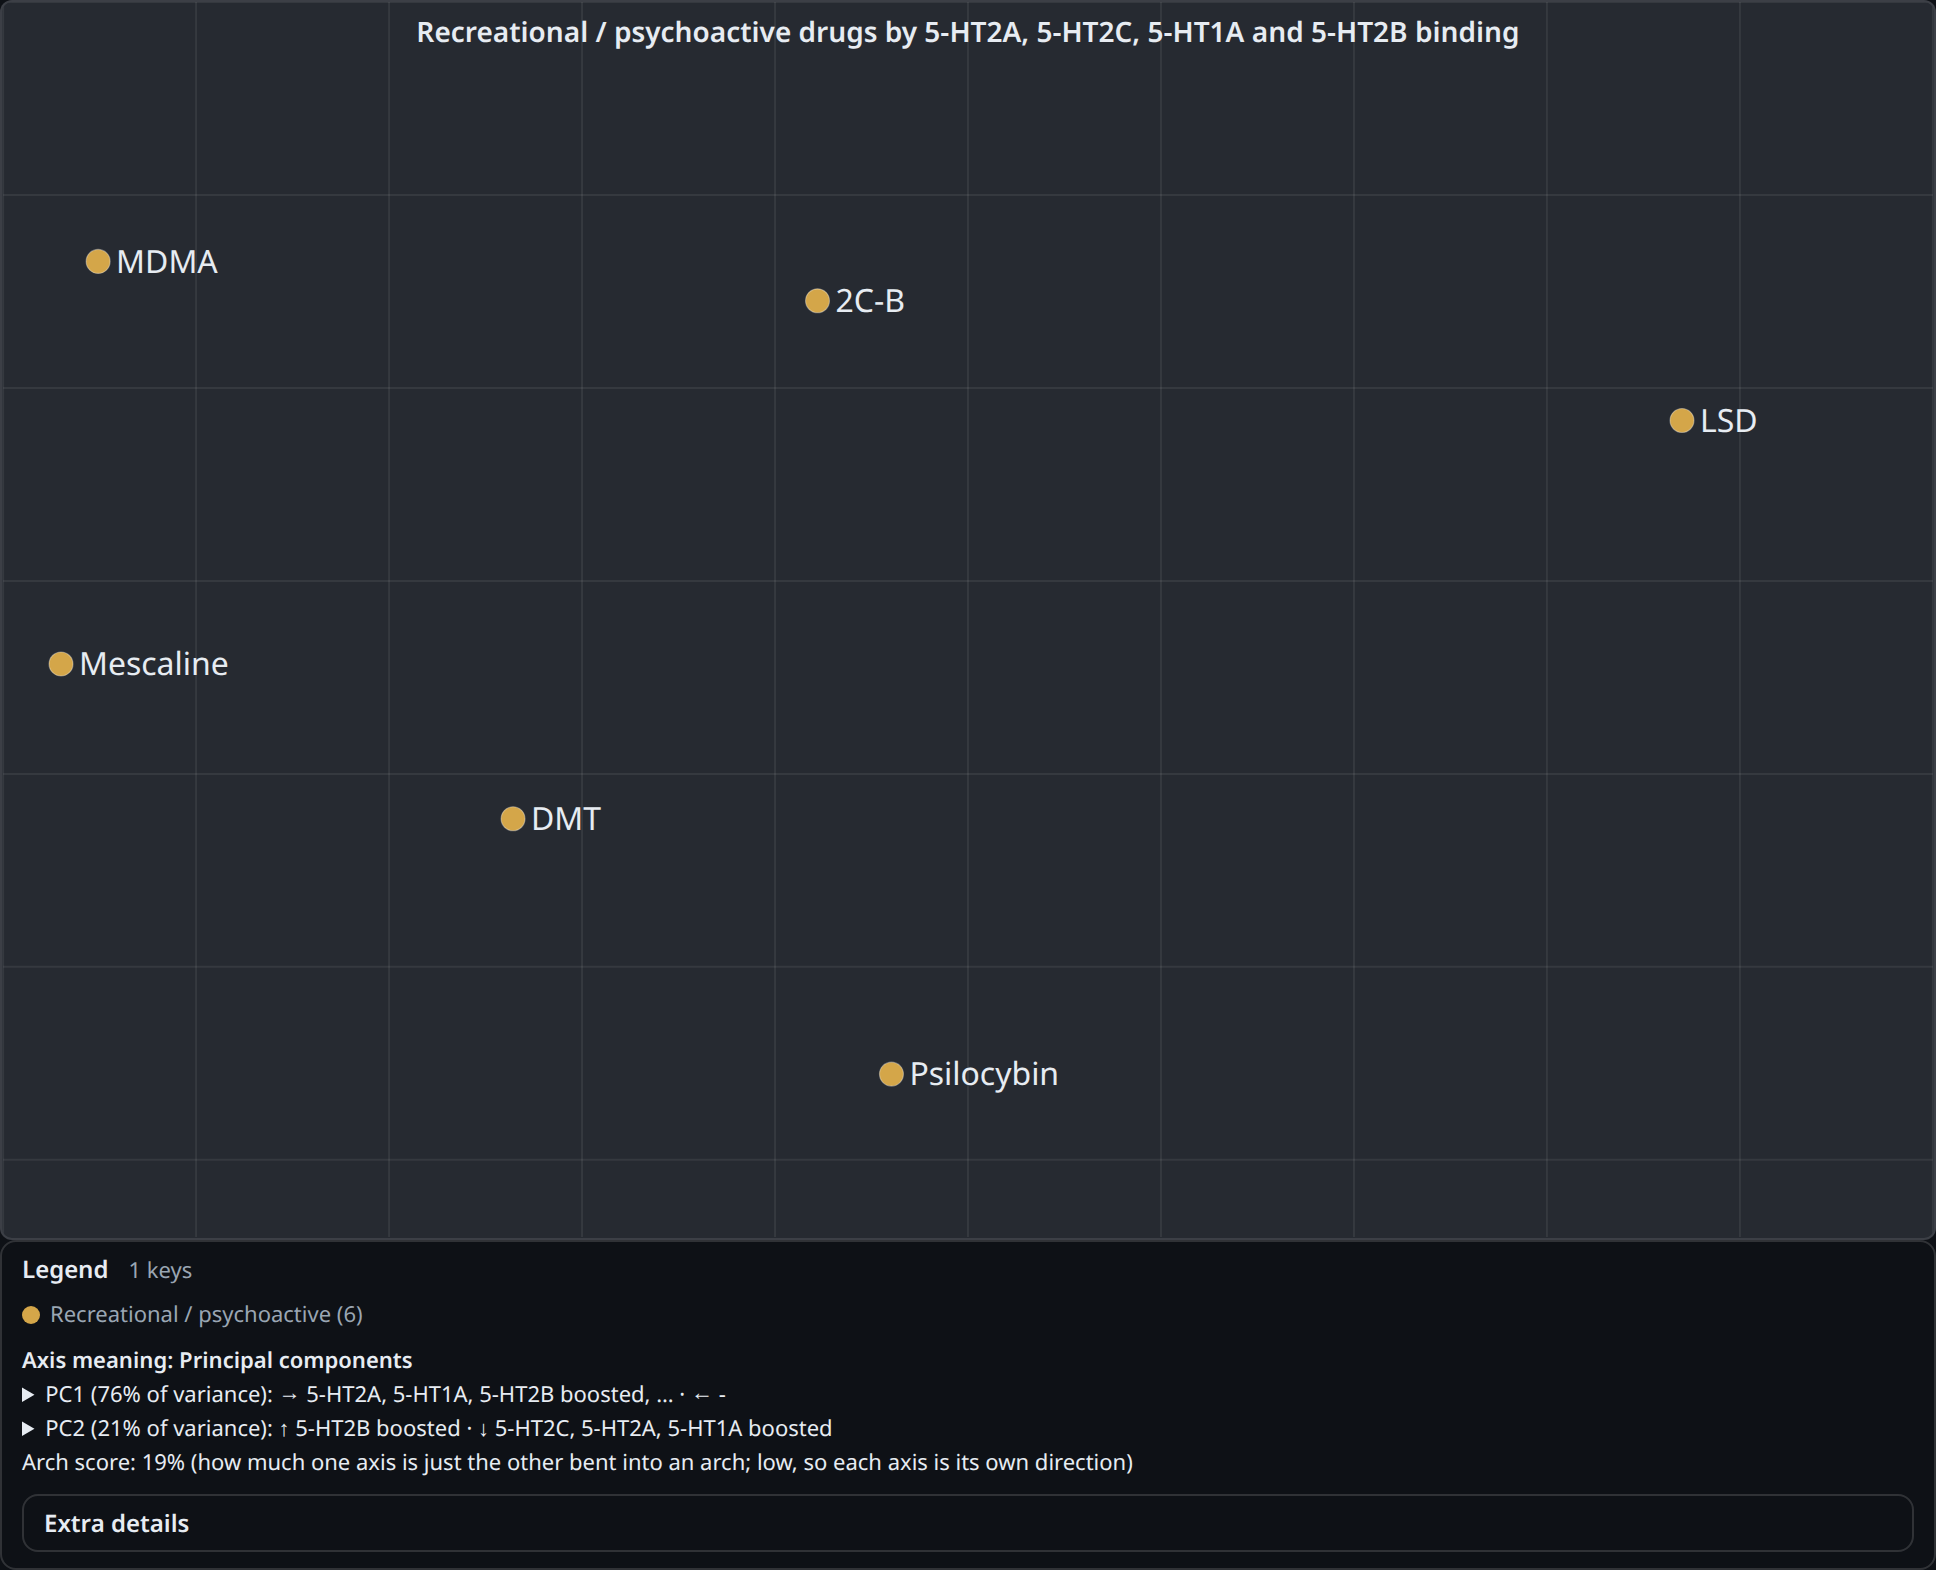 Recreational / psychoactive drugs by 5-HT2A, 5-HT2C, 5-HT1A and 5-HT2B binding
MDMA
2C-B
LSD
Mescaline
DMT
Psilocybin
Legend 1 keys
Recreational / psychoactive (6)
Axis meaning: Principal components
▶ PC1 (76% of variance): → 5-HT2A, 5-HT1A, 5-HT2B boosted, ... · ← -
▶ PC2 (21% of variance): ↑ 5-HT2B boosted · ↓ 5-HT2C, 5-HT2A, 5-HT1A boosted
Arch score: 19% (how much one axis is just the other bent into an arch; low, so each axis is its own direction)
Extra details